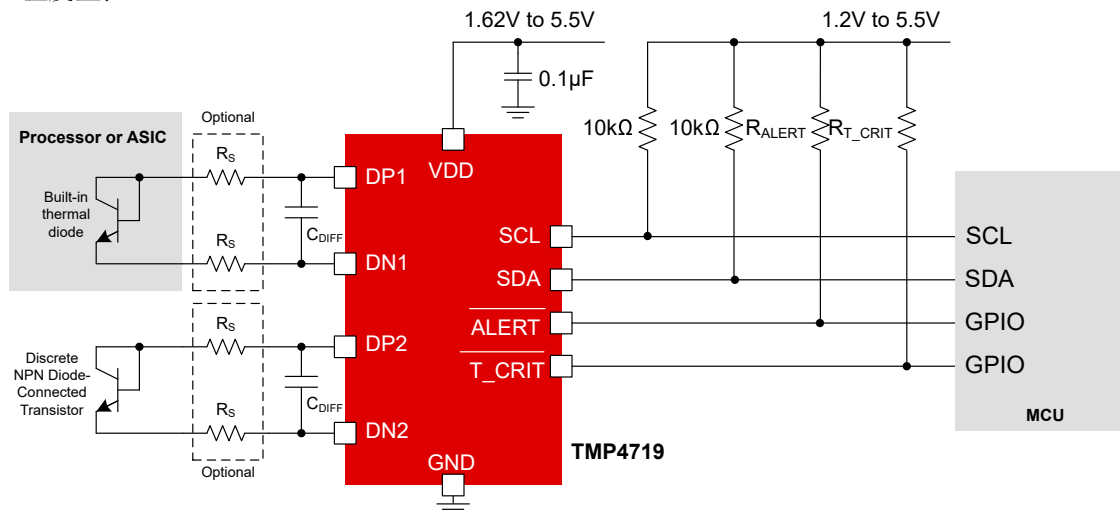 1.62V to 5.5V
1.2V to 5.5V
0.1µF
Optional
Processor or ASIC
10kΩ
10kΩ
RALERT
RT_CRIT
RS
DP1
VDD
Built-in
thermal
diode
CDIFF
SCL
SCL
RS
DN1
SDA
SDA
ALERT
GPIO
RS
DP2
T_CRIT
GPIO
Discrete
NPN Diode-
Connected
Transistor
CDIFF
RS
DN2
MCU
TMP4719
GND
Optional